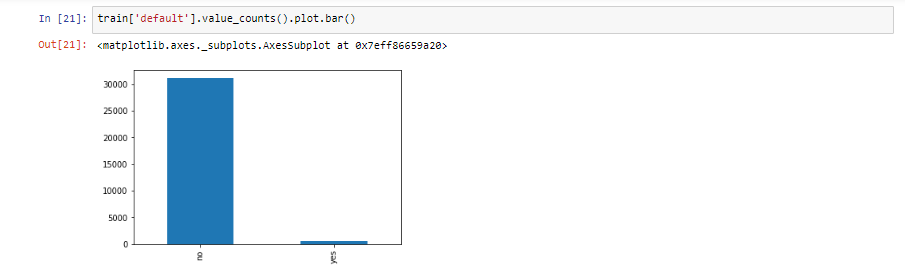 In [21]: train['default'].value_counts().plot.bar()
Out[21]: <matplotlib.axes._subplots.AxesSubplot at 0x7eff86659a20>
30000
25000
20000
15000
10000
5000
0
no yes